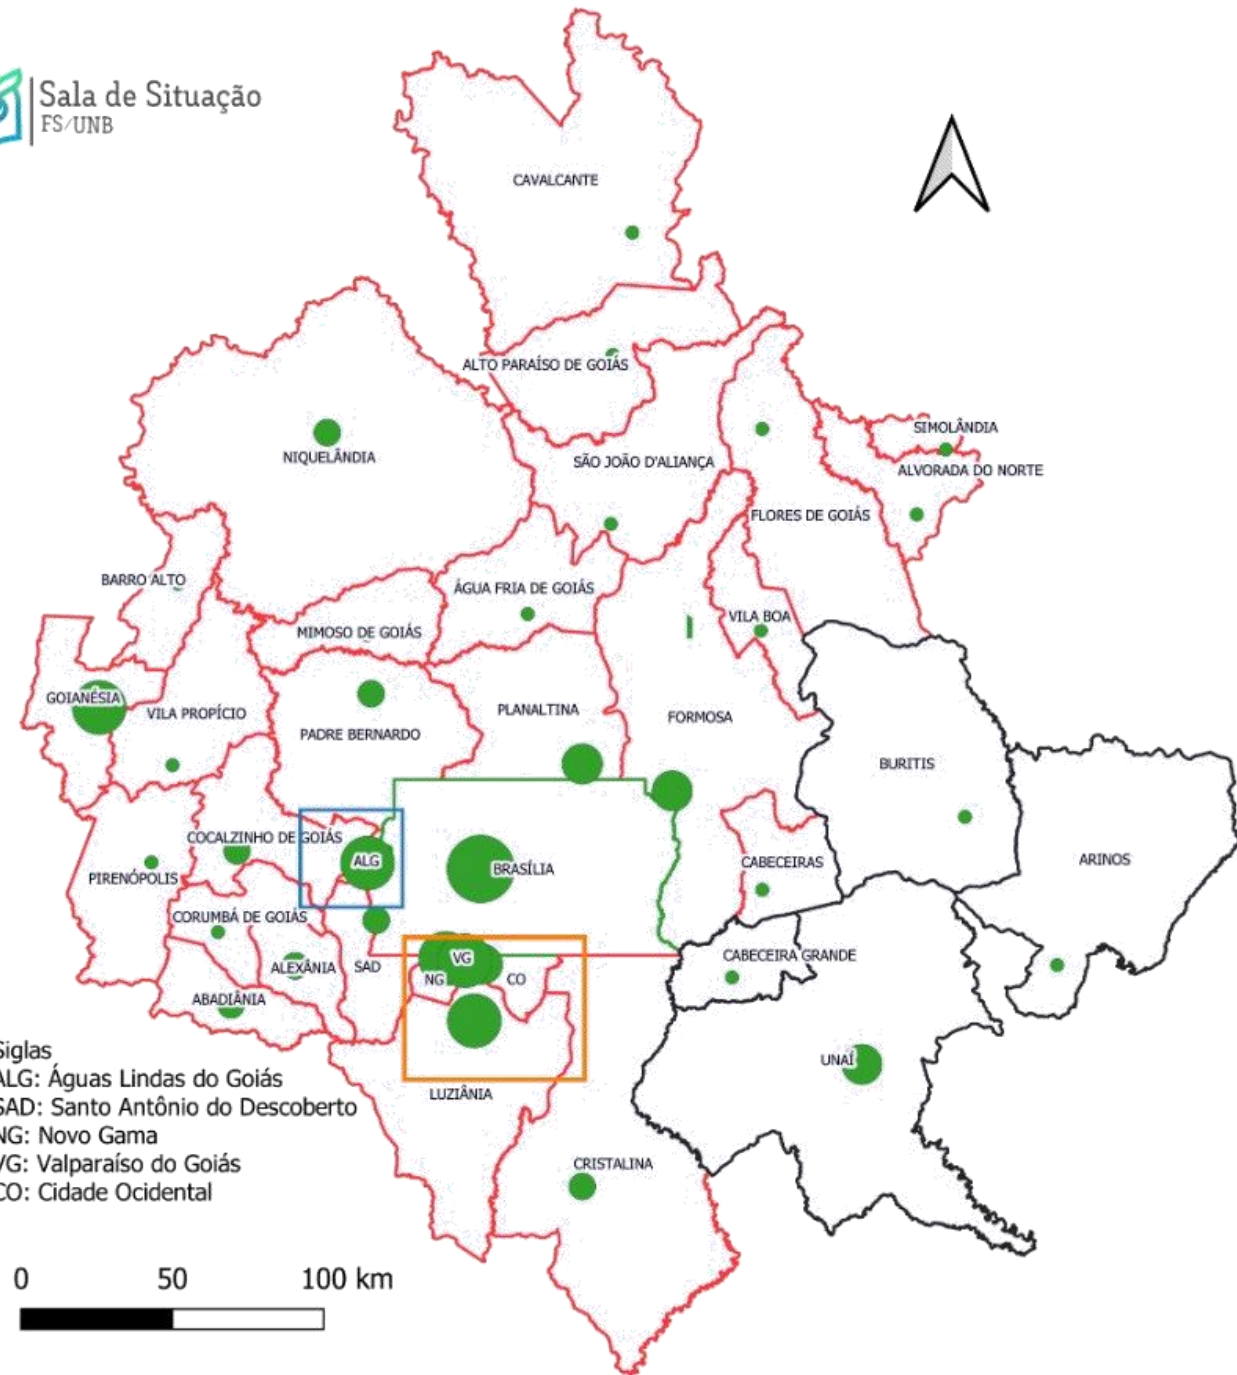 Sala de Situação
FS/UNB
CAVALCANTE
ALTO PARAÍSO DE GOIÁS
SIMOLÂNDIA
NIQUELÂNDIA
SÃO JOÃO D'ALIANÇA
ALVORADA DO NORTE
FLORES DE GOIÁS
BARRO ALTO
ÁGUA FRIA DE GOIÁS
VILA BOA
MIMOSO DE GOIÁS
GOIANÉSIA
VILA PROPÍCIO
PLANALTINA
FORMOSA
PADRE BERNARDO
BURITIS
COCALZINHO DE GOIÁS
ALG
BRASÍLIA
CABECEIRAS
ARINOS
PIRENÓPOLIS
CORUMBÁ DE GOIÁS
ALEXÂNIA
SAD
VG
NG
CO
CABECEIRA GRANDE
ABADIÂNIA
UNAÍ
LUZIÂNIA
CRISTALINA
Siglas
ALG: Águas Lindas do Goiás
SAD: Santo Antônio do Descoberto
NG: Novo Gama
VG: Valparaíso do Goiás
CO: Cidade Ocidental
0 50 100 km